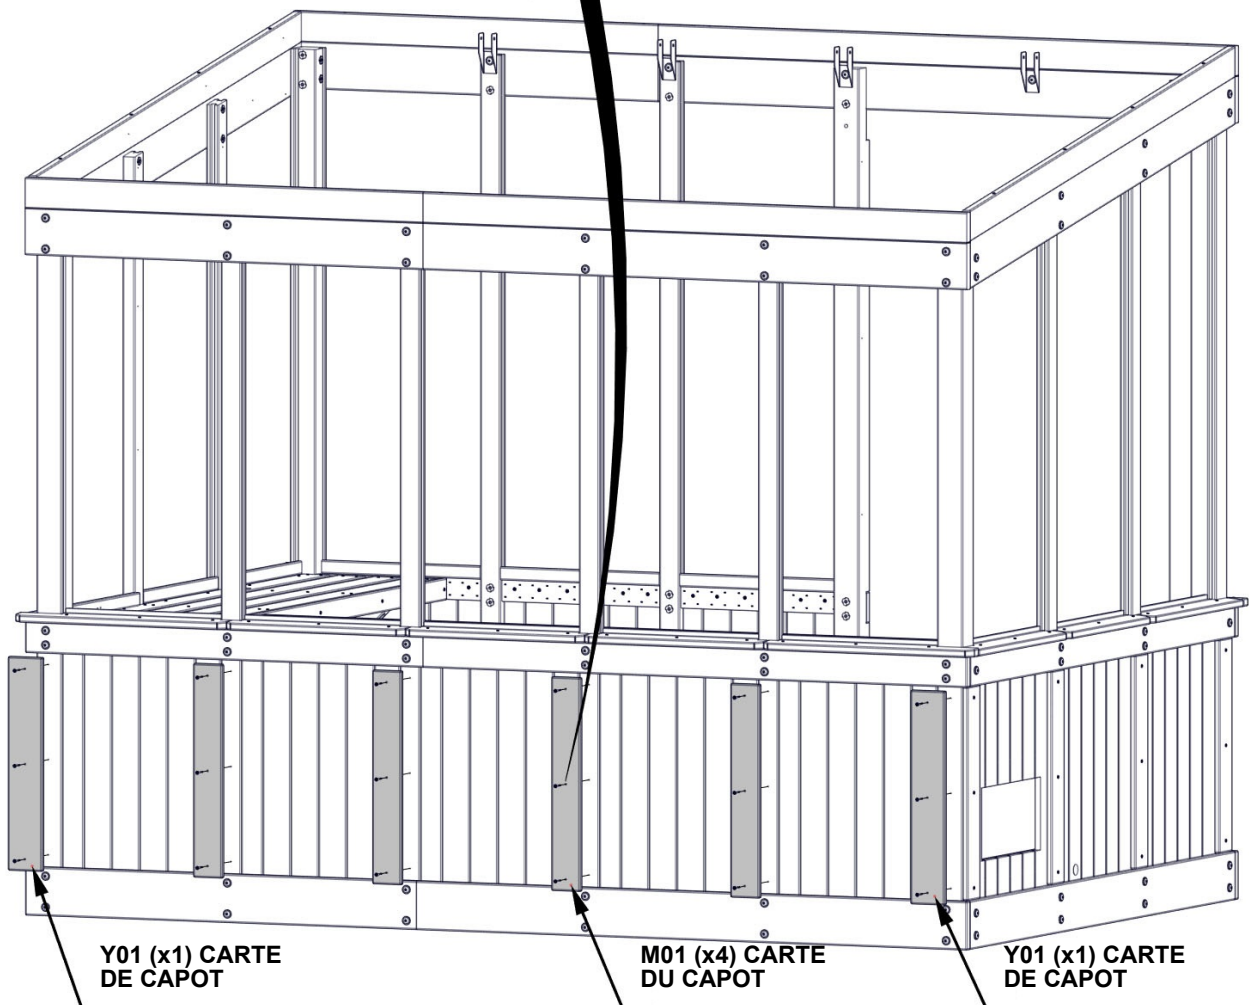 Y01 (x1) CARTE
DE CAPOT
M01 (x4) CARTE
DU CAPOT
Y01 (x1) CARTE
DE CAPOT